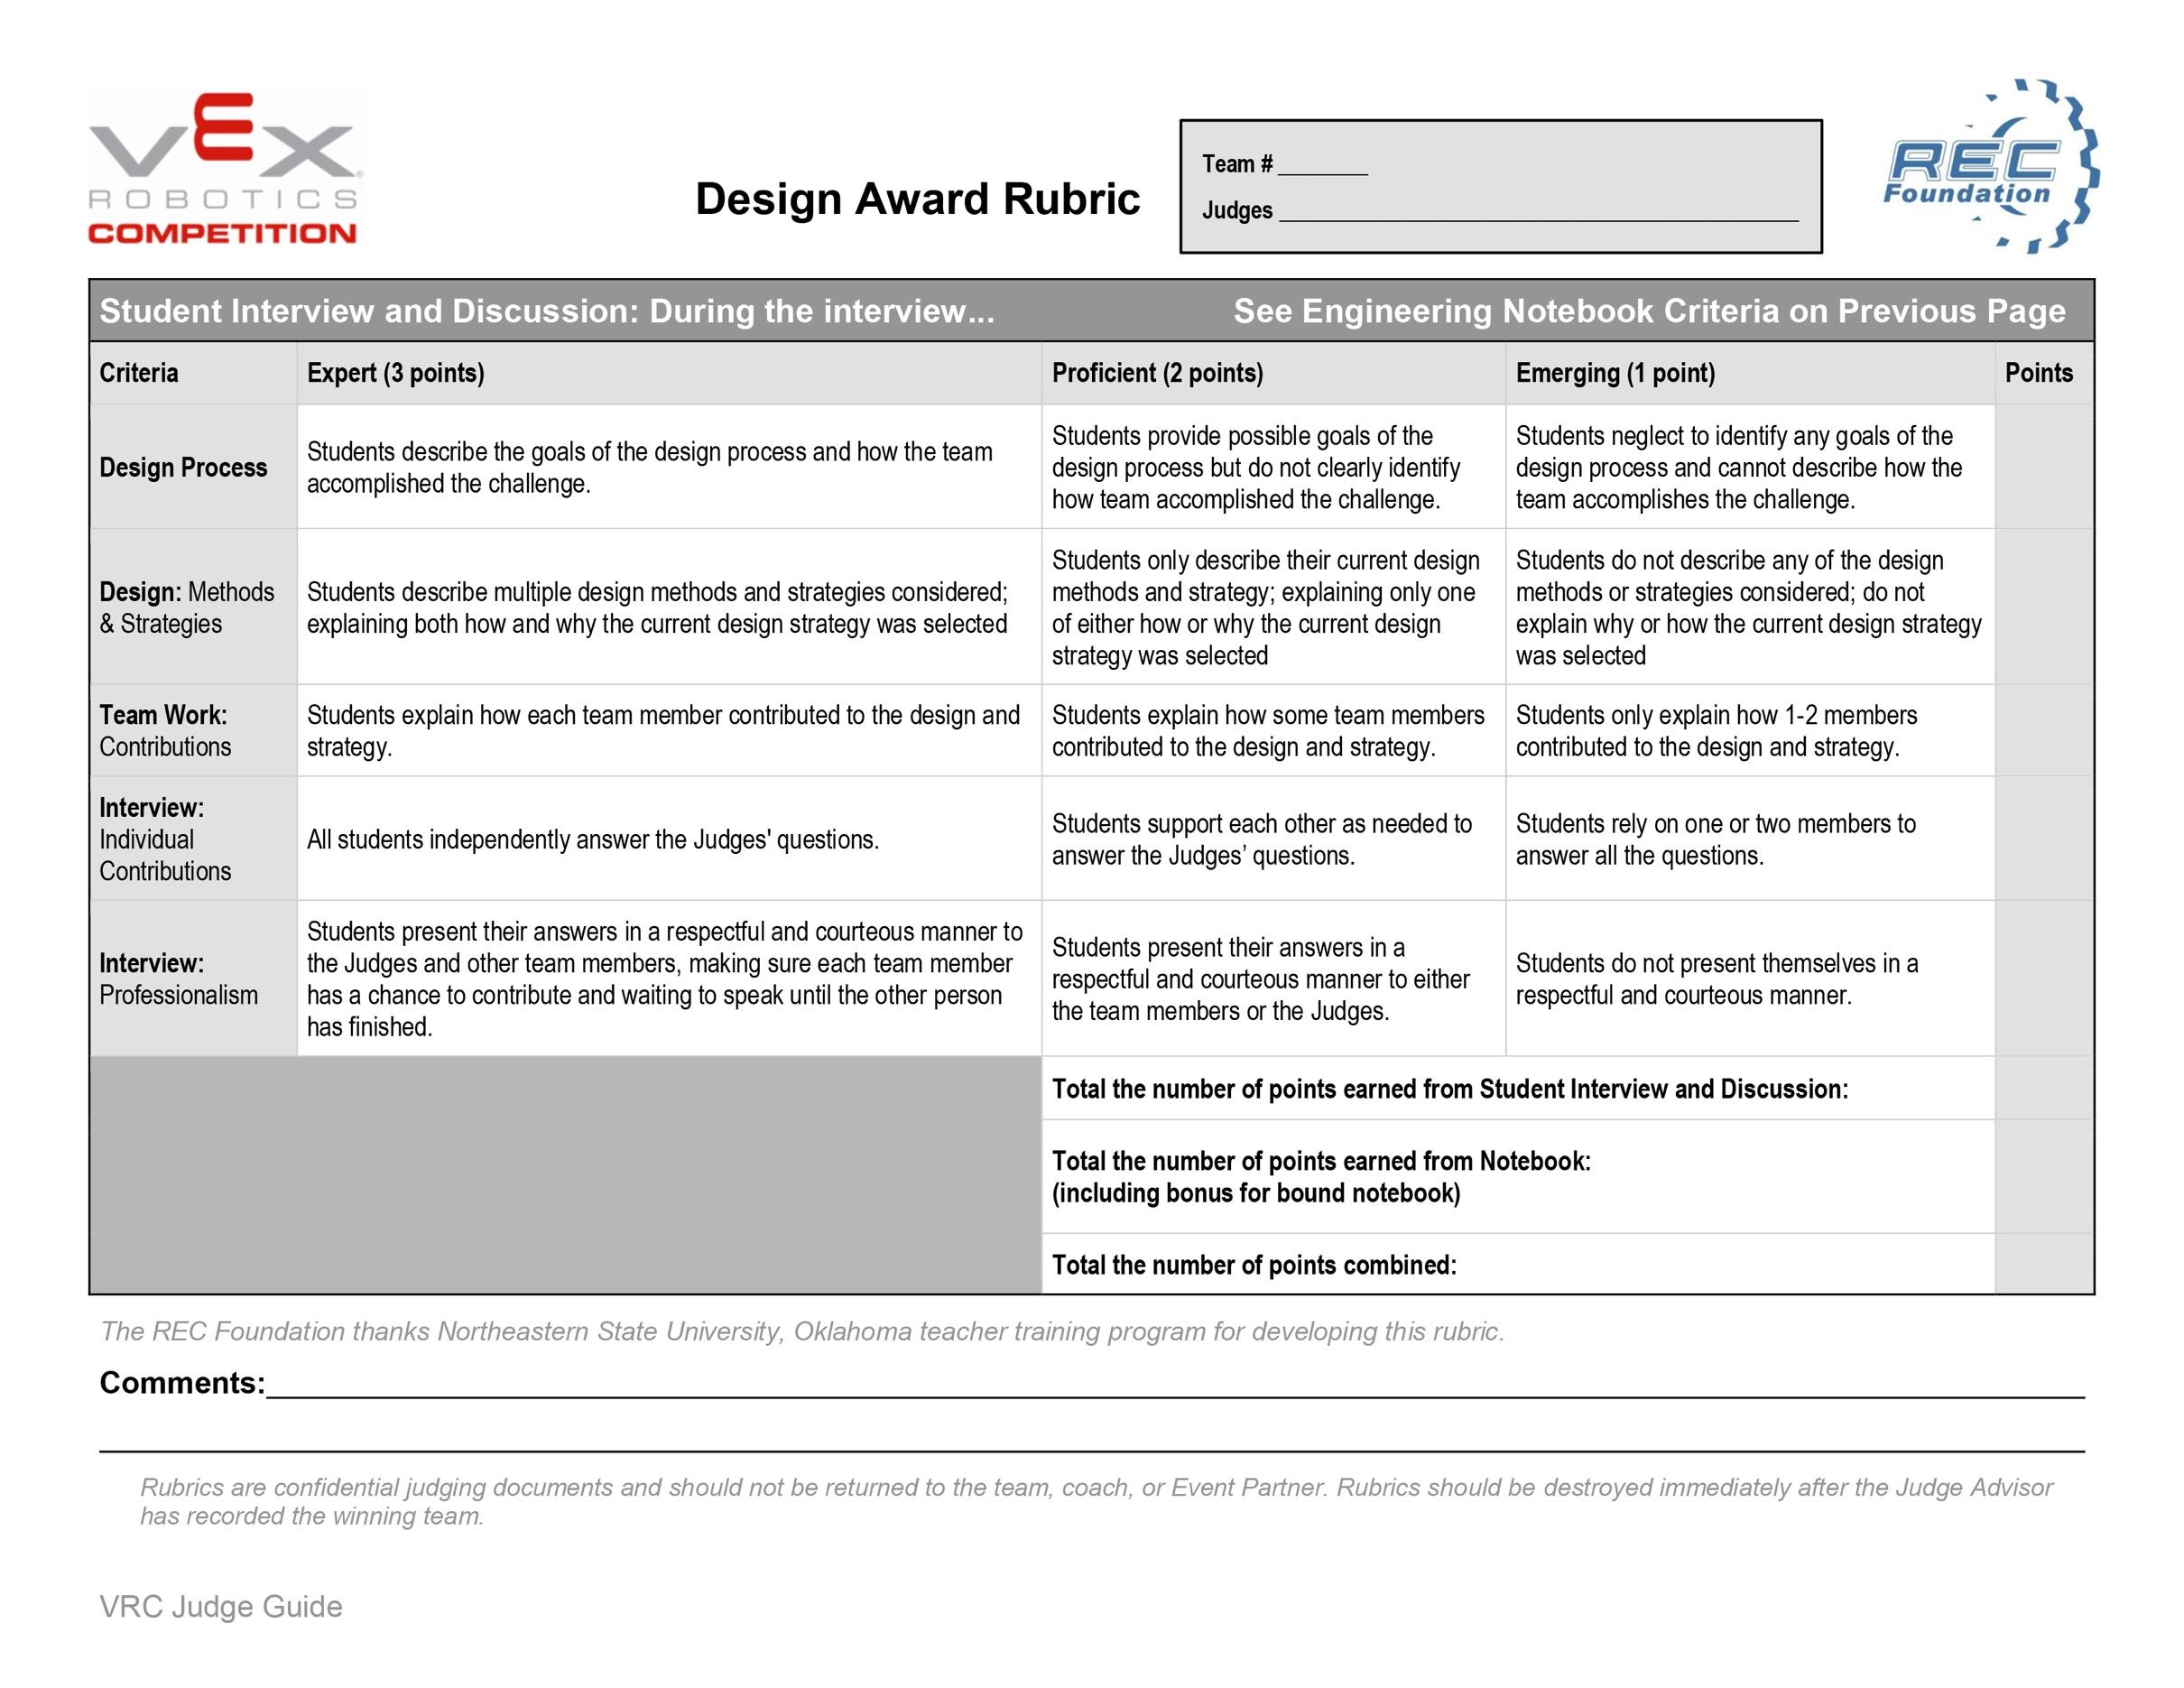 VEX
ROBOTICS
COMPETITION
Design Award Rubric
Team # _______
Judges ________________________________________
REC
Foundation
Student Interview and Discussion: During the interview... See Engineering Notebook Criteria on Previous Page
Criteria Expert (3 points) Proficient (2 points) Emerging (1 point) Points
Design Process
Students describe the goals of the design process and how the team
accomplished the challenge.
Students provide possible goals of the
design process but do not clearly identify
how team accomplished the challenge.
Students neglect to identify any goals of the
design process and cannot describe how the
team accomplishes the challenge.
Design: Methods
& Strategies
Students describe multiple design methods and strategies considered;
explaining both how and why the current design strategy was selected
Students only describe their current design
methods and strategy; explaining only one
of either how or why the current design
strategy was selected
Students do not describe any of the design
methods or strategies considered; do not
explain why or how the current design strategy
was selected
Team Work:
Contributions
Students explain how each team member contributed to the design and
strategy.
Students explain how some team members
contributed to the design and strategy.
Students only explain how 1-2 members
contributed to the design and strategy.
Interview:
Individual
Contributions
All students independently answer the Judges' questions.
Students support each other as needed to
answer the Judges’ questions.
Students rely on one or two members to
answer all the questions.
Interview:
Professionalism
Students present their answers in a respectful and courteous manner to
the Judges and other team members, making sure each team member
has a chance to contribute and waiting to speak until the other person
has finished.
Students present their answers in a
respectful and courteous manner to either
the team members or the Judges.
Students do not present themselves in a
respectful and courteous manner.
Total the number of points earned from Student Interview and Discussion:
Total the number of points earned from Notebook:
(including bonus for bound notebook)
Total the number of points combined:
The REC Foundation thanks Northeastern State University, Oklahoma teacher training program for developing this rubric.
Comments:
Rubrics are confidential judging documents and should not be returned to the team, coach, or Event Partner. Rubrics should be destroyed immediately after the Judge Advisor
has recorded the winning team.
VRC Judge Guide